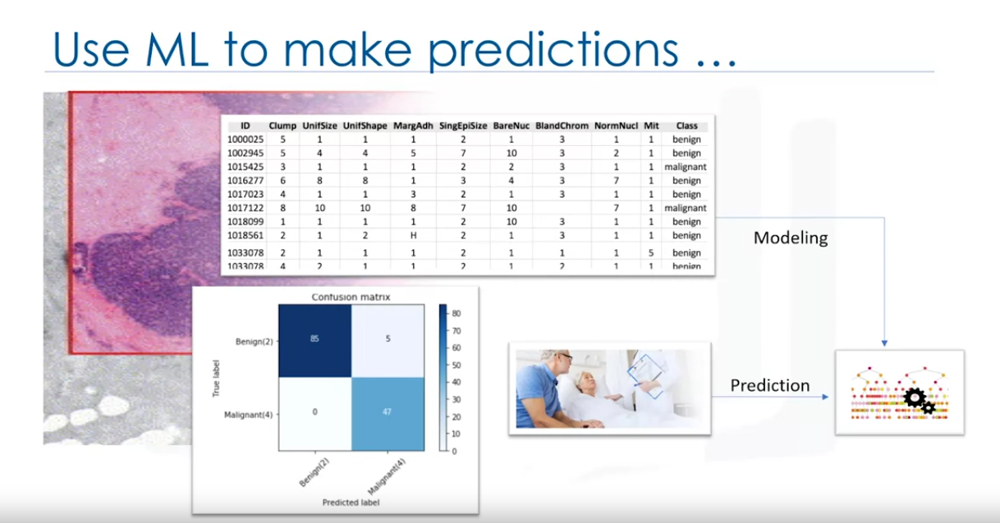 Use ML to make predictions ...
ID Clump UnifSize UnifShape MargAdh SingEpiSize BareNuc BlandChrom NormNucl Mit Class
1000025 5 1 1 1 2 1 3 1 1 benign
1002945 5 4 4 5 7 10 3 2 1 benign
1015425 3 1 1 1 2 2 3 1 1 malignant
1016277 6 8 8 1 3 4 3 7 1 benign
1017023 4 1 1 3 2 1 3 1 1 benign
1017122 8 10 10 8 7 10 7 1 malignant
1018099 1 1 1 1 2 10 3 1 1 benign
1018561 2 1 2 H 2 1 3 1 1 benign
1033078 2 1 1 1 2 1 1 1 5 benign
1033078 4 2 1 1 2 1 2 1 1 benign
Modeling
Confusion matrix
True label
Benign(2)
85 5
Malignant(4)
0 47
Benign(2) Malignant(4)
Predicted label
80
70
60
50
40
30
20
10
0
Prediction